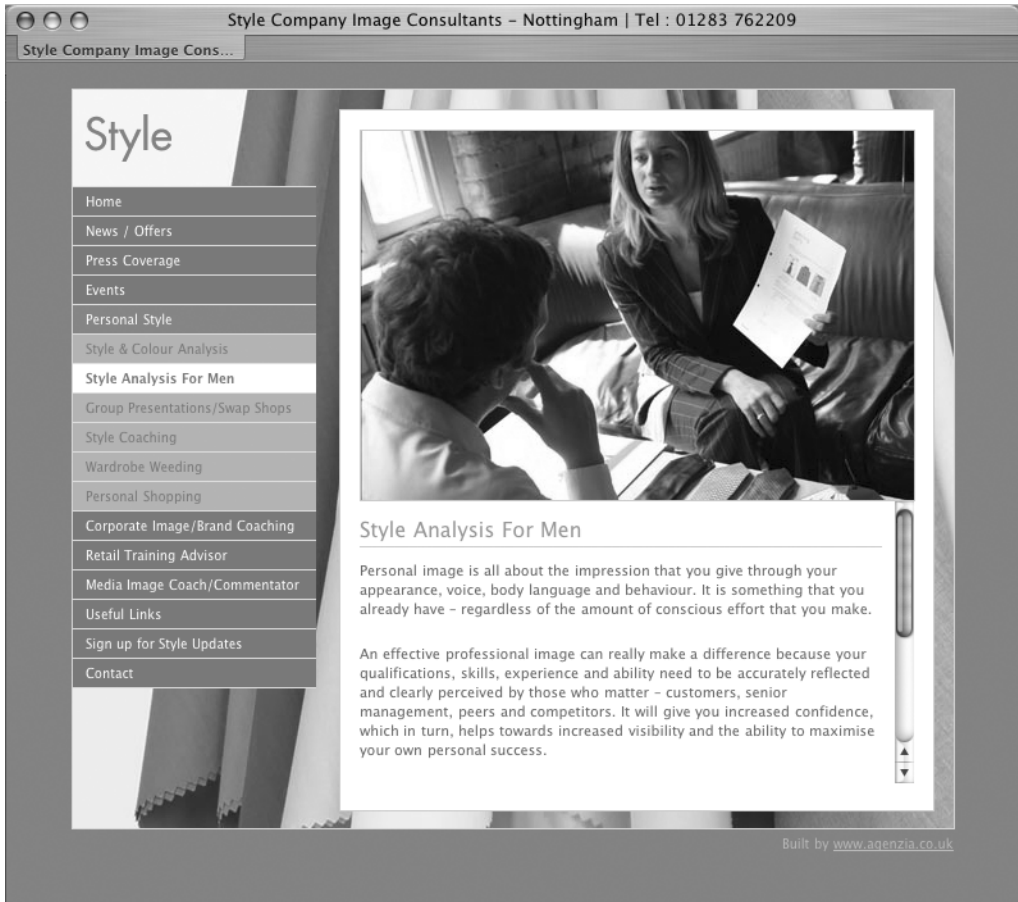 Style Company Image Consultants – Nottingham | Tel : 01283 762209
Style Company Image Cons...
Style
Home
News / Offers
Press Coverage
Events
Personal Style
Style & Colour Analysis
Style Analysis For Men
Group Presentations/Swap Shops
Style Coaching
Wardrobe Weeding
Personal Shopping
Corporate Image/Brand Coaching
Retail Training Advisor
Media Image Coach/Commentator
Useful Links
Sign up for Style Updates
Contact
Style Analysis For Men
Personal image is all about the impression that you give through your
appearance, voice, body language and behaviour. It is something that you
already have – regardless of the amount of conscious effort that you make.
An effective professional image can really make a difference because your
qualifications, skills, experience and ability need to be accurately reflected
and clearly perceived by those who matter – customers, senior
management, peers and competitors. It will give you increased confidence,
which in turn, helps towards increased visibility and the ability to maximise
your own personal success.
Built by www.agenzia.co.uk